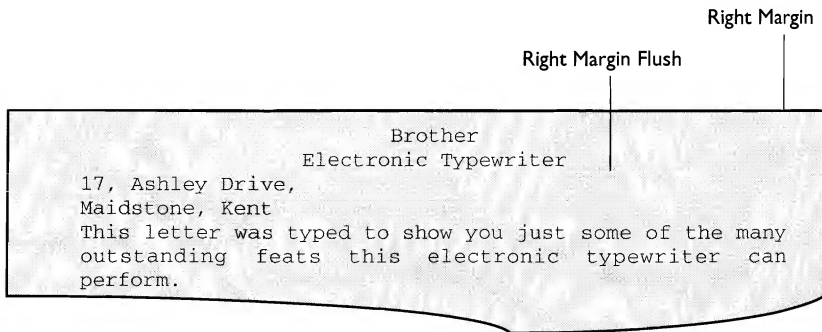 Right Margin
Right Margin Flush
Brother
Electronic Typewriter
17, Ashley Drive,
Maidstone, Kent
This letter was typed to show you just some of the many
outstanding feats this electronic typewriter can
perform.